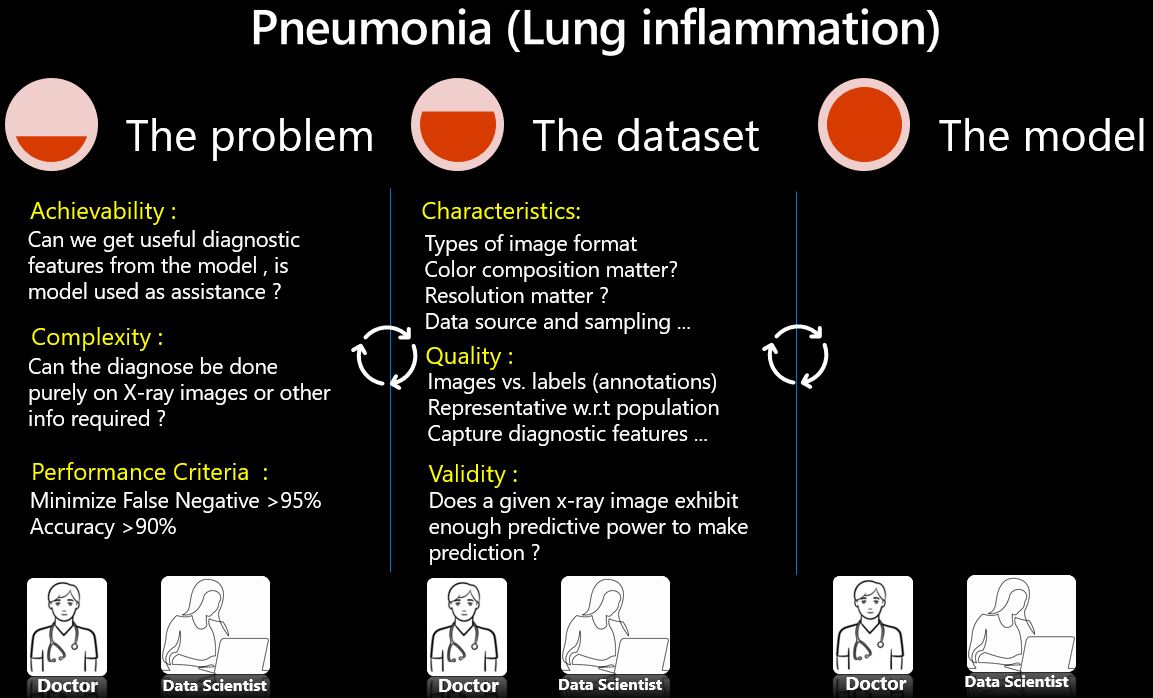 Pneumonia (Lung inflammation)
The problem
Achievability :
Can we get useful diagnostic
features from the model , is
model used as assistance ?
Complexity :
Can the diagnose be done
purely on X-ray images or other
info required ?
Performance Criteria :
Minimize False Negative >95%
Accuracy >90%
Doctor
Data Scientist
The dataset
Characteristics:
Types of image format
Color composition matter?
Resolution matter ?
Data source and sampling ...
Quality :
Images vs. labels (annotations)
Representative w.r.t population
Capture diagnostic features ...
Validity :
Does a given x-ray image exhibit
enough predictive power to make
prediction ?
Doctor
Data Scientist
The model
Doctor
Data Scientist